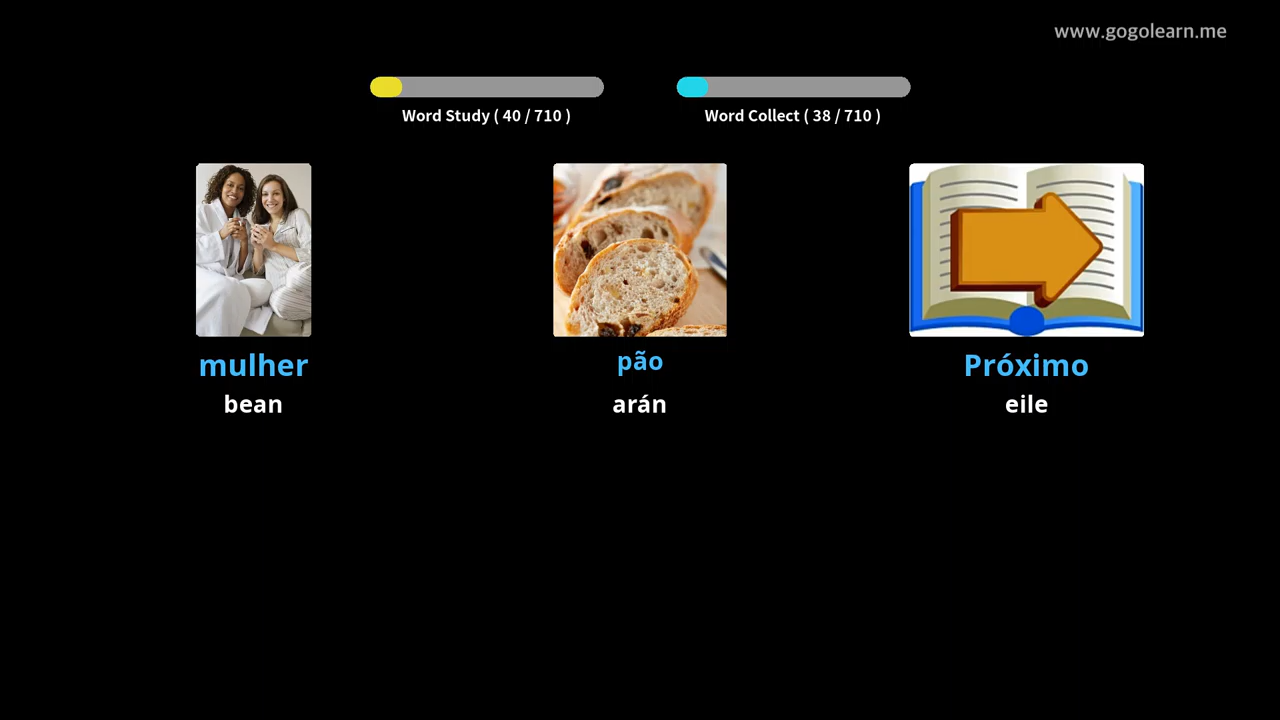 www.gogolearn.me
Word Study ( 40 / 710 )
Word Collect ( 38 / 710 )
mulher
bean
pão
arán
Próximo
eile